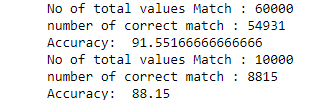 No of total values Match : 60000
number of correct match : 54931
Accuracy:  91.55166666666666
No of total values Match : 10000
number of correct match : 8815
Accuracy:  88.15